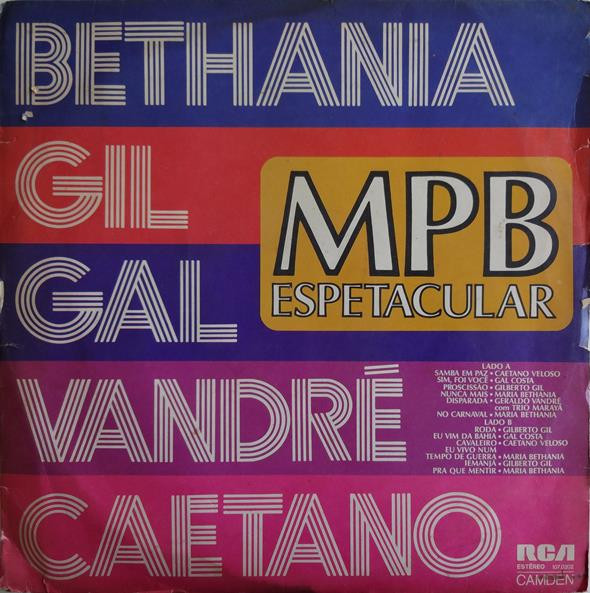 BETHANIA
GIL
GAL
VANDRÉ
CAETANO
MPB
ESPETACULAR
LADO A
SAMBA EM PAZ • CAETANO VELOSO
SIM, FOI VOCÊ • GAL COSTA
PROSCISSÃO • GILBERTO GIL
NUNCA MAIS • MARIA BETHANIA
DISPARADA • GERALDO VANDRÉ
com TRIO MARAYÁ
NO CARNAVAL • MARIA BETHANIA
LADO B
RODA • GILBERTO GIL
EU VIM DA BAHIA • GAL COSTA
CAVALEIRO • CAETANO VELOSO
EU VIVO NUM
TEMPO DE GUERRA • MARIA BETHANIA
IEMANJÁ • GILBERTO GIL
PRA QUE MENTIR • MARIA BETHANIA
RCA
ESTÉREO 107.0202
CAMDEN